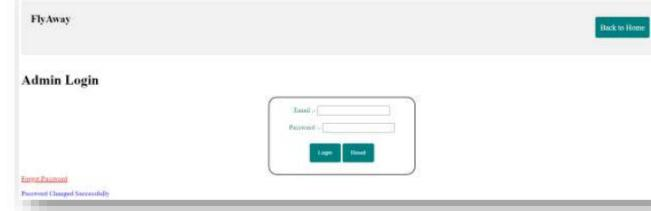 FlyAway
Back to Home
Admin Login
Email :-
Password :-
Login Reset
Forgot Password
Password Changed Successfully